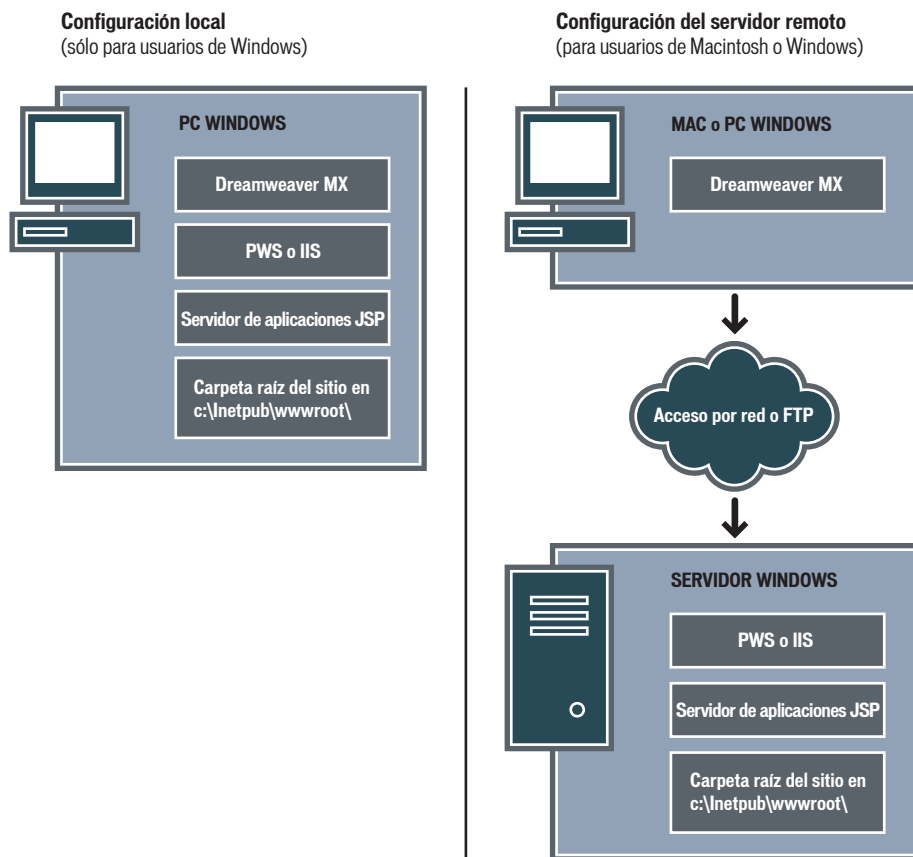 Configuración local
(sólo para usuarios de Windows)
PC WINDOWS
Dreamweaver MX
PWS o IIS
Servidor de aplicaciones JSP
Carpeta raíz del sitio en
c:\Inetpub\wwwroot\
Configuración del servidor remoto
(para usuarios de Macintosh o Windows)
MAC o PC WINDOWS
Dreamweaver MX
Acceso por red o FTP
SERVIDOR WINDOWS
PWS o IIS
Servidor de aplicaciones JSP
Carpeta raíz del sitio en
c:\Inetpub\wwwroot\